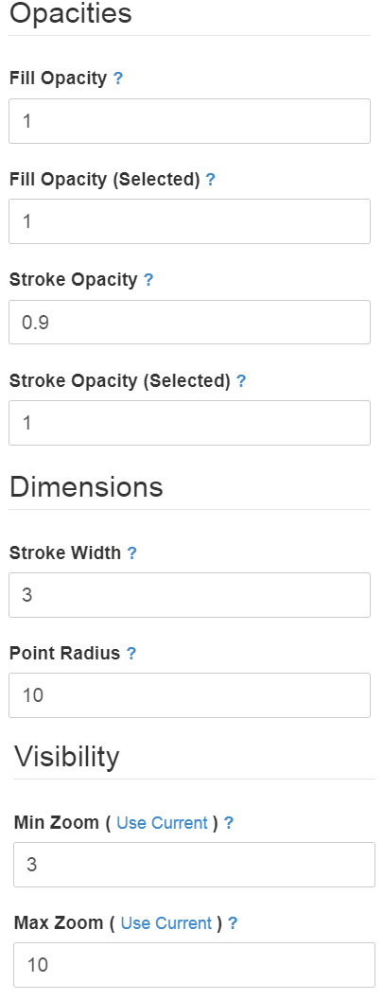 Opacities
Fill Opacity ?
1
Fill Opacity (Selected) ?
1
Stroke Opacity ?
0.9
Stroke Opacity (Selected) ?
1
Dimensions
Stroke Width ?
3
Point Radius ?
10
Visibility
Min Zoom ( Use Current ) ?
3
Max Zoom ( Use Current ) ?
10